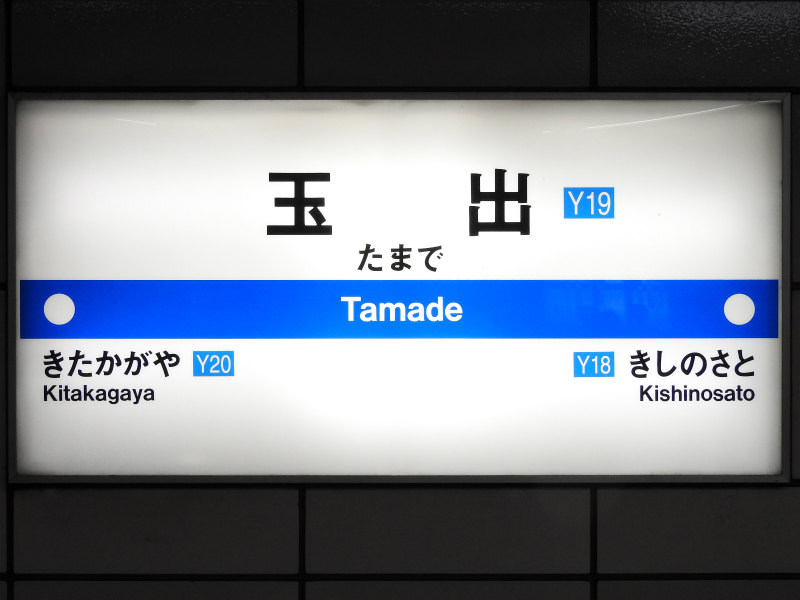 玉出 Y19
たまで
Tamade
きたかがや Y20
Kitakagaya
Y18 きしのさと
Kishinosato